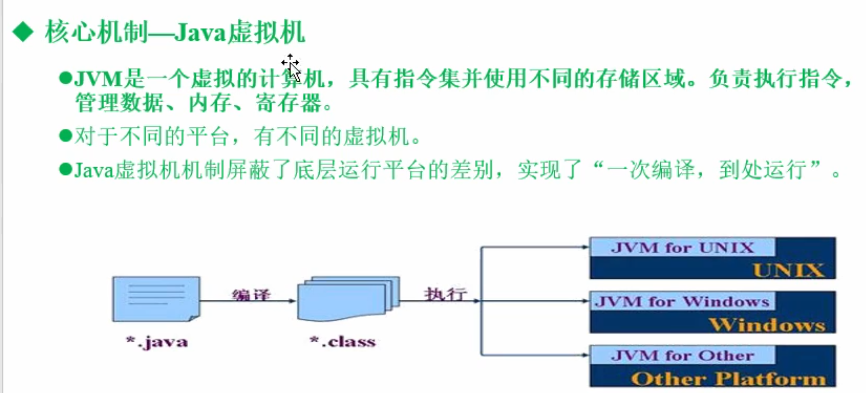 ◆ 核心机制—Java虚拟机
●JVM是一个虚拟的计算机，具有指令集并使用不同的存储区域。负责执行指令，
管理数据、内存、寄存器。
●对于不同的平台，有不同的虚拟机。
●Java虚拟机机制屏蔽了底层运行平台的差别，实现了“一次编译，到处运行”。
JVM for UNIX
UNIX
编译
执行
JVM for Windows
Windows
*.java
*.class
JVM for Other
Other Platform